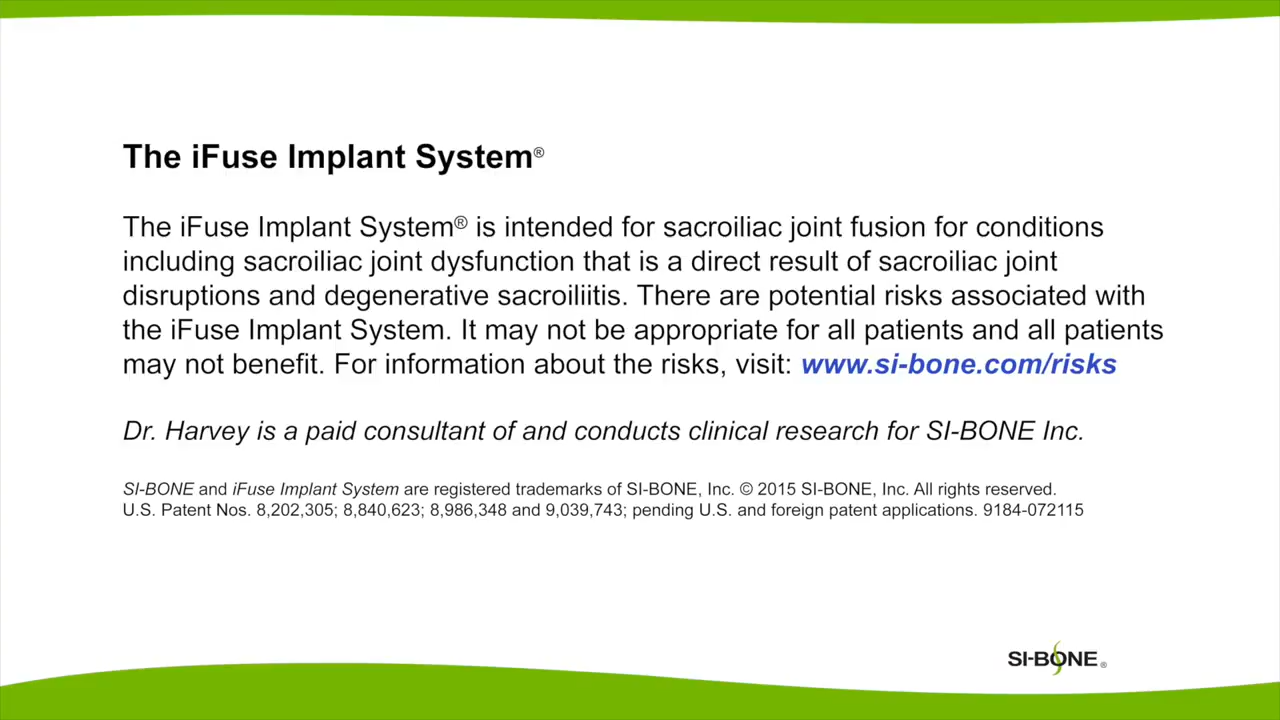 The iFuse Implant System®
The iFuse Implant System® is intended for sacroiliac joint fusion for conditions
including sacroiliac joint dysfunction that is a direct result of sacroiliac joint
disruptions and degenerative sacroiliitis. There are potential risks associated with
the iFuse Implant System. It may not be appropriate for all patients and all patients
may not benefit. For information about the risks, visit: www.si-bone.com/risks
Dr. Harvey is a paid consultant of and conducts clinical research for SI-BONE Inc.
SI-BONE and iFuse Implant System are registered trademarks of SI-BONE, Inc. © 2015 SI-BONE, Inc. All rights reserved.
U.S. Patent Nos. 8,202,305; 8,840,623; 8,986,348 and 9,039,743; pending U.S. and foreign patent applications. 9184-072115
SI-BONE®